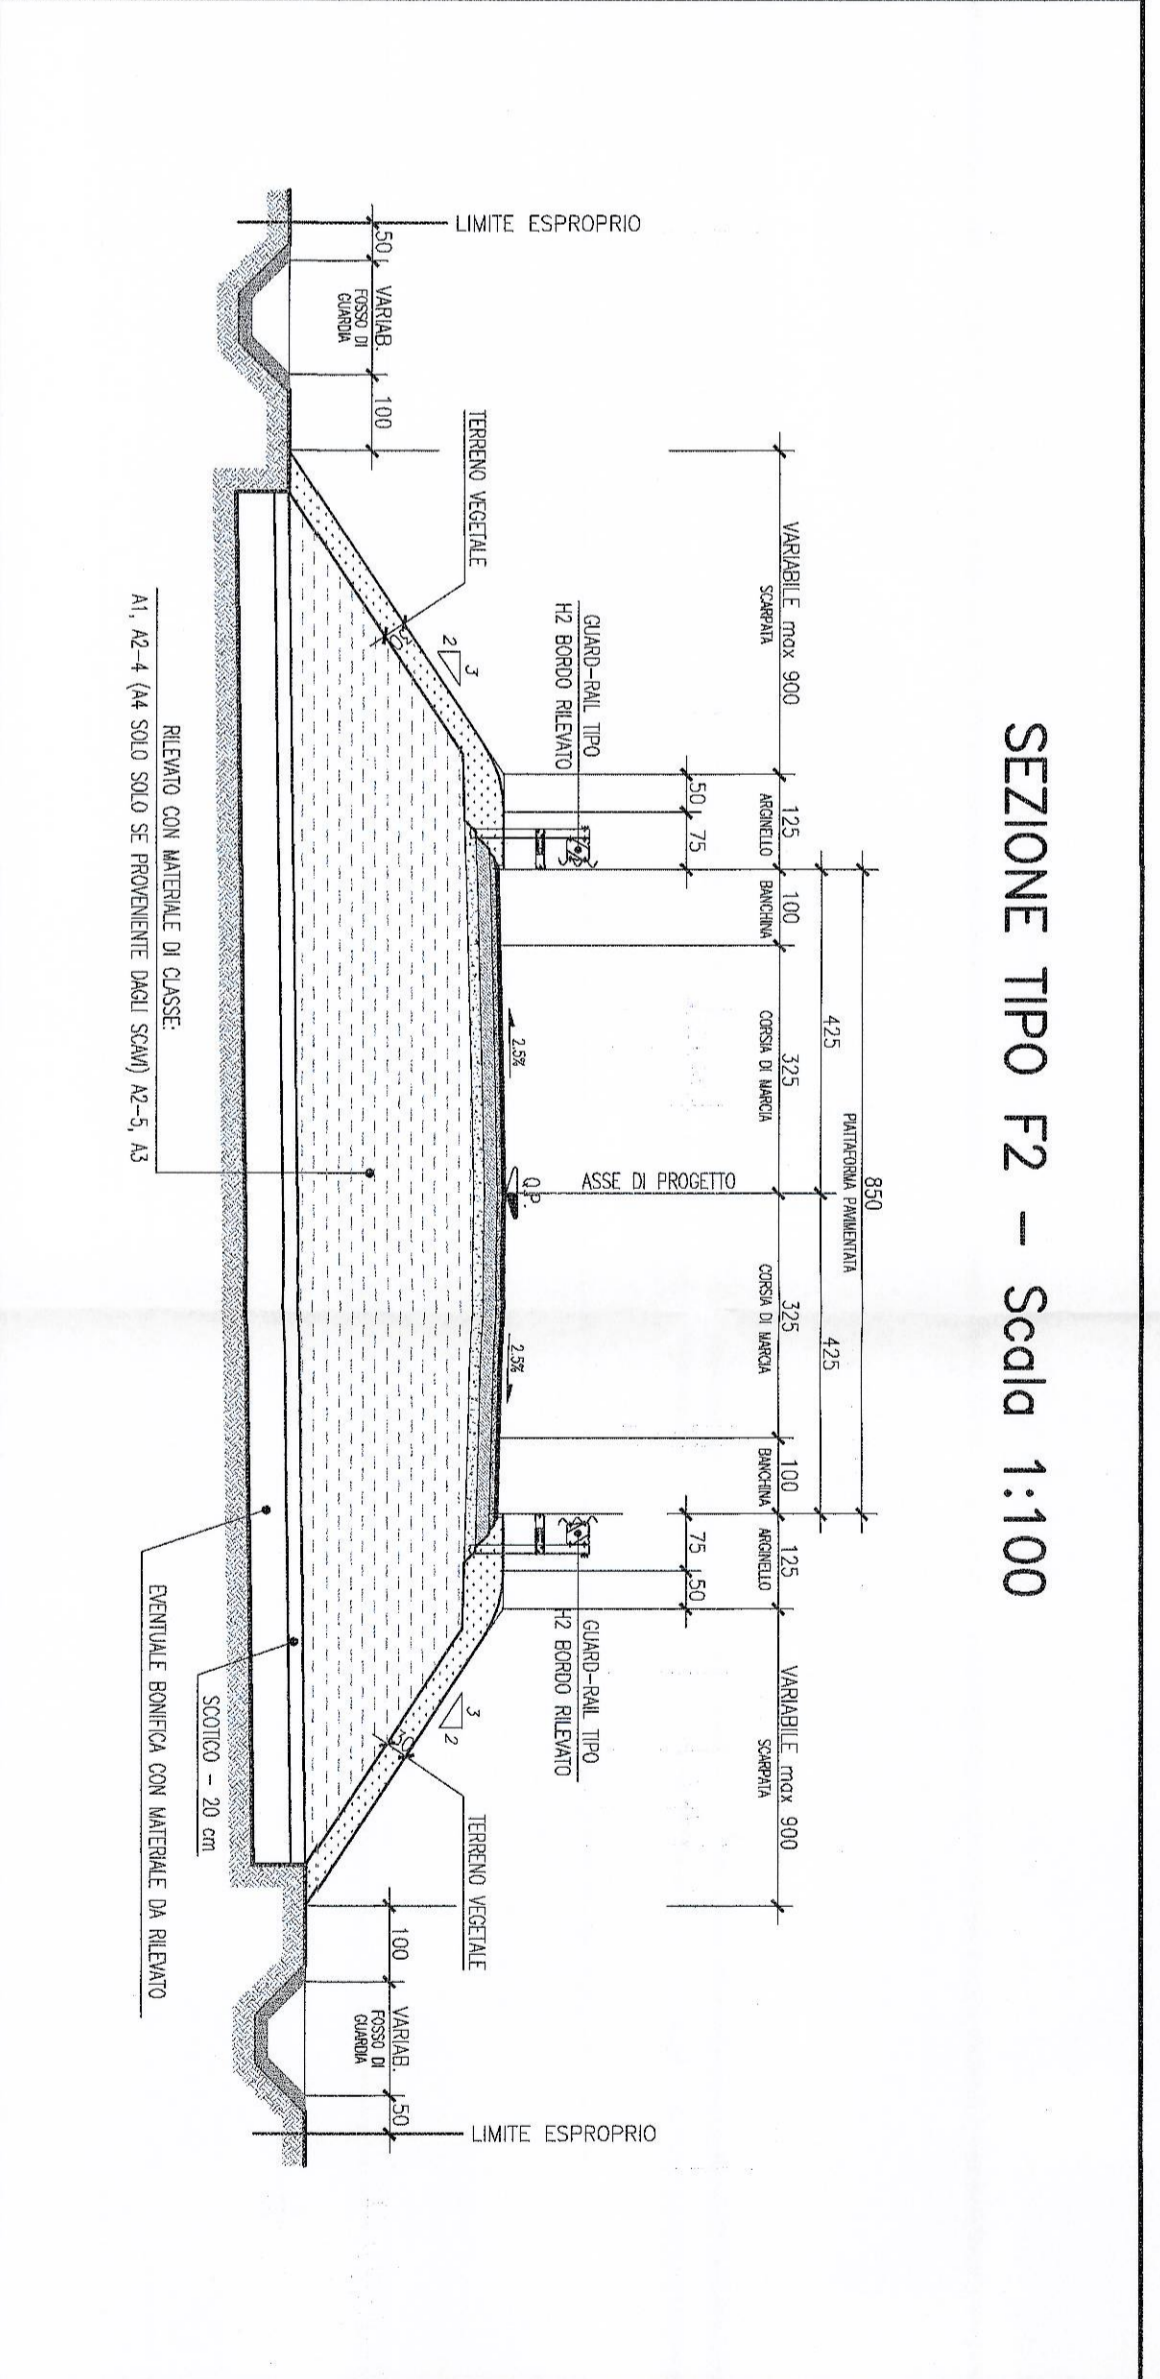 SEZIONE TIPO F2 - Scala 1:100
850
PIATTAFORMA PAVIMENTATA
425
425
VARIABILE max 900
125
100
325
325
100
125
VARIABILE max 900
SCARPATA
ARGINELLO
BANCHINA
CORSIA DI MARCIA
CORSIA DI MARCIA
BANCHINA
ARGINELLO
SCARPATA
50
75
ASSE DI PROGETTO
75
50
LIMITE ESPROPRIO
GUARD-RAIL TIPO
H2 BORDO RILEVATO
GUARD-RAIL TIPO
H2 BORDO RILEVATO
LIMITE ESPROPRIO
2.5%
Q.P.
2.5%
TERRENO VEGETALE
3
2
30
3
2
30
TERRENO VEGETALE
50
VARIAB.
100
FOSSO DI
GUARDIA
100
VARIAB.
50
FOSSO DI
GUARDIA
RILEVATO CON MATERIALE DI CLASSE:
A1, A2-4 (A4 SOLO SOLO SE PROVENIENTE DAGLI SCAVI) A2-5, A3
SCOTICO - 20 cm
EVENTUALE BONIFICA CON MATERIALE DA RILEVATO